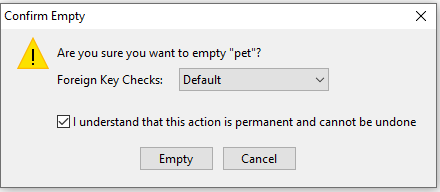 Confirm Empty
Are you sure you want to empty "pet"?
Foreign Key Checks: Default
I understand that this action is permanent and cannot be undone
Empty Cancel